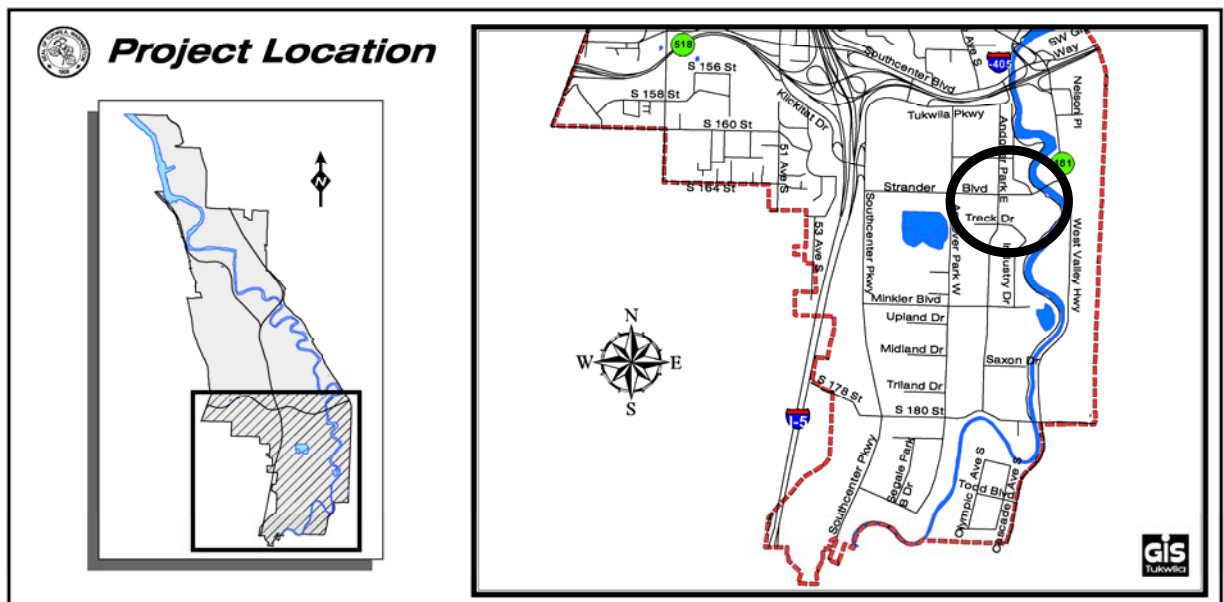 Project Location
N
518
S 156 St
S 158 St
S 160 St
S 164 St
Klickitat Dr
51 Ave S
53 Ave S
Southcenter Blvd
I-405
SW Gr
Way
Nelson Pl
Tukwila Pkwy
Andover Park E
181
Strander Blvd
Treck Dr
Southcenter Pkwy
Park W
Industry Dr
West Valley Hwy
Minkler Blvd
Upland Dr
Midland Dr
Saxon Dr
Triland Dr
S 178 St
S 180 St
I-5
N
W E
S
Southcenter Pkwy
Segale Park
B Dr
Olympic Ave S
Todd Blvd
Cascade Ave S
GIS
Tukwila